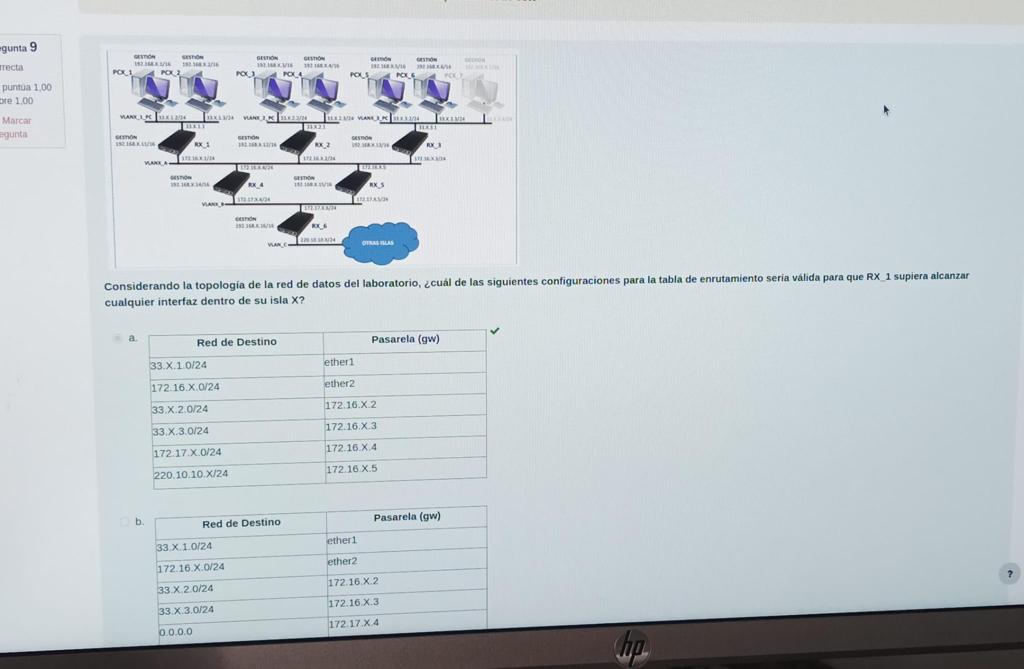 egunta 9
rrecta
puntúa 1,00
bre 1,00
Marcar
egunta
GESTIÓN GESTIÓN GESTIÓN GESTIÓN GESTIÓN GESTIÓN
192.168.X.1/16 192.168.X.2/16 192.168.X.3/16 192.168.X.4/16 192.168.X.5/16 192.168.X.6/16
PCX_1 PCX_2 PCX_3 PCX_4 PCX_5 PCX_6 PCX_7
VLANX_1_PC 33.X.1.2/24 33.X.1.3/24 VLANX_2_PC 33.X.2.2/24 33.X.2.3/24 VLANX_3_PC 33.X.3.2/24 33.X.3.3/24
33.X.1.1 33.X.2.1 33.X.3.1
GESTIÓN GESTIÓN GESTIÓN
192.168.X.11/16 RX_1 192.168.X.12/16 RX_2 192.168.X.13/16 RX_3
VLANX_A 172.16.X.1/24 172.16.X.2/24 172.16.X.3/24
172.16.X.4/24 172.16.X.5
GESTIÓN GESTIÓN
192.168.X.14/16 RX_4 192.168.X.15/16 RX_5
VLANX_B 172.17.X.4/24 172.17.X.5/24
172.17.X.6/24
GESTIÓN
192.168.X.16/16 RX_6
VLAN_C 220.10.10.X/24 OTRAS ISLAS
Considerando la topología de la red de datos del laboratorio, ¿cuál de las siguientes configuraciones para la tabla de enrutamiento sería válida para que RX_1 supiera alcanzar
cualquier interfaz dentro de su isla X?
a.
Red de Destino Pasarela (gw)
33.X.1.0/24 ether1
172.16.X.0/24 ether2
33.X.2.0/24 172.16.X.2
33.X.3.0/24 172.16.X.3
172.17.X.0/24 172.16.X.4
220.10.10.X/24 172.16.X.5
b.
Red de Destino Pasarela (gw)
33.X.1.0/24 ether1
172.16.X.0/24 ether2
33.X.2.0/24 172.16.X.2
33.X.3.0/24 172.16.X.3
0.0.0.0 172.17.X.4
?
hp